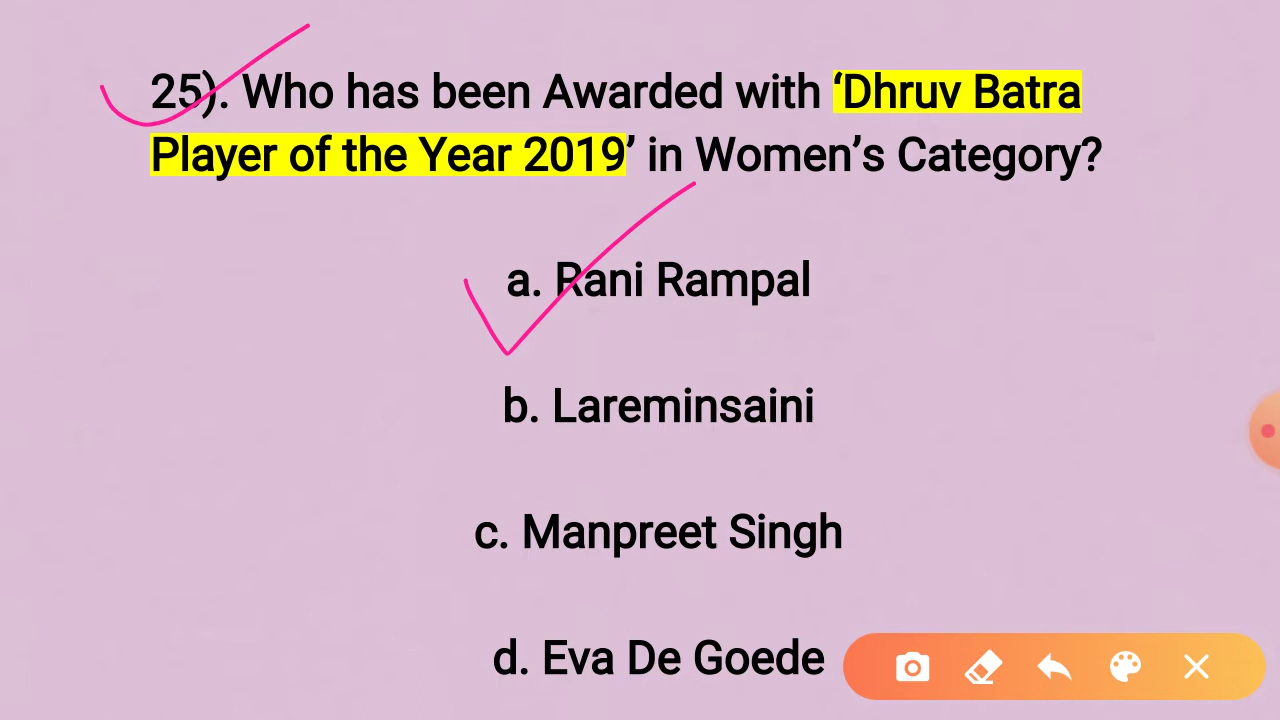 25). Who has been Awarded with ‘Dhruv Batra
Player of the Year 2019’ in Women’s Category?
a. Rani Rampal
b. Lareminsaini
c. Manpreet Singh
d. Eva De Goede